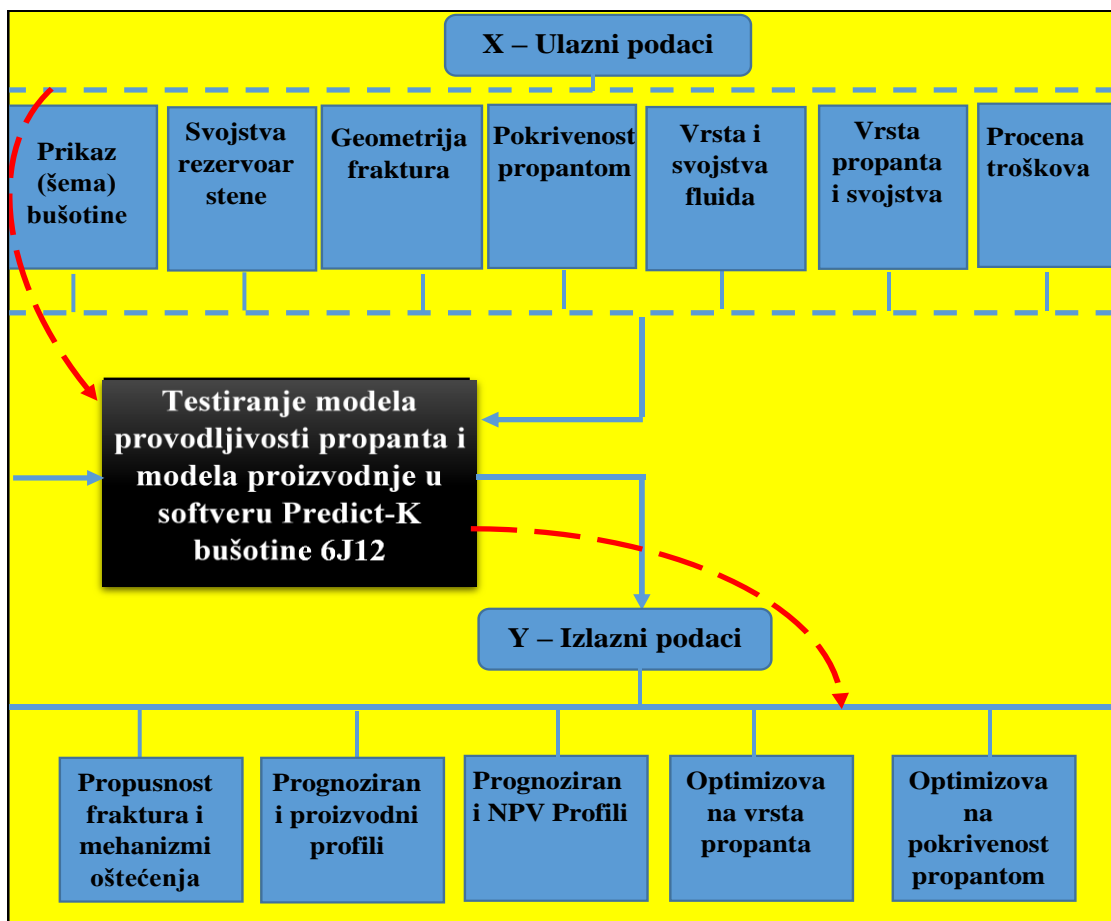 X – Ulazni podaci
Prikaz
(šema)
bušotine
Svojstva
rezervoar
stene
Geometrija
fraktura
Pokrivenost
propantom
Vrsta i
svojstva
fluida
Vrsta
propanta
i svojstva
Procena
troškova
Testiranje modela
provodljivosti propanta i
modela proizvodnje u
softveru Predict-K
bušotine 6J12
Y – Izlazni podaci
Propusnost
fraktura i
mehanizmi
oštećenja
Prognoziran
i proizvodni
profili
Prognoziran
i NPV Profili
Optimizova
na vrsta
propanta
Optimizova
na
pokrivenost
propantom